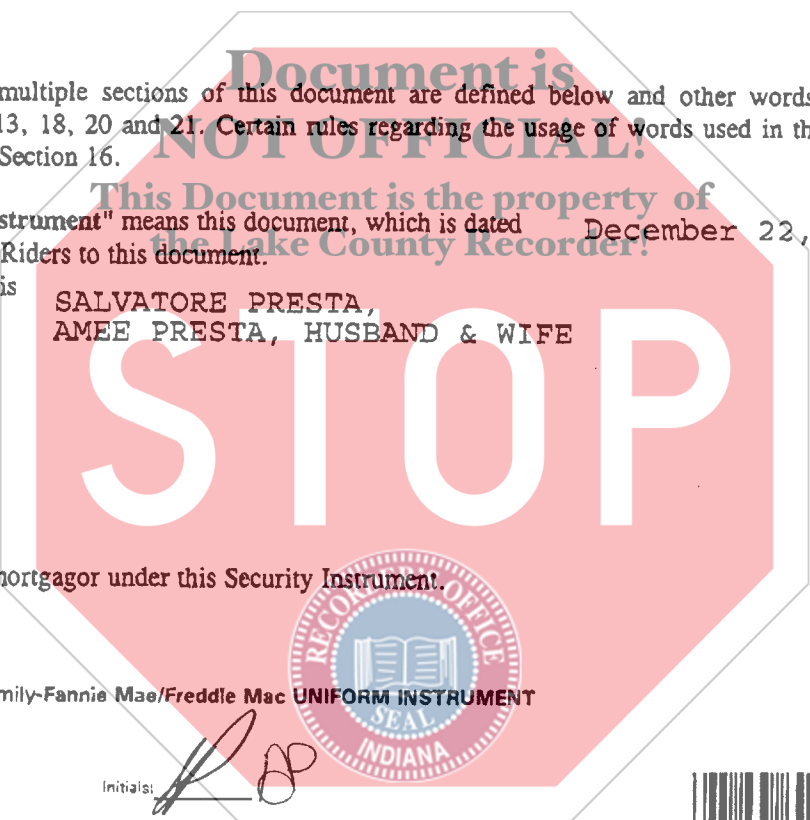 Document is
multiple sections of this document are defined below and other words
13, 18, 20 and 21. Certain rules regarding the usage of words used in th
NOT OFFICIAL!
Section 16.
This Document is the property of
strument" means this document, which is dated December 22,
the Lake County Recorder!
Riders to this document.
is
SALVATORE PRESTA,
AMEE PRESTA, HUSBAND & WIFE
STOP
nortgagor under this Security Instrument.
RECORDER'S OFFICE
mily-Fannie Mae/Freddie Mac UNIFORM INSTRUMENT
SEAL
INDIANA
Initials: AP